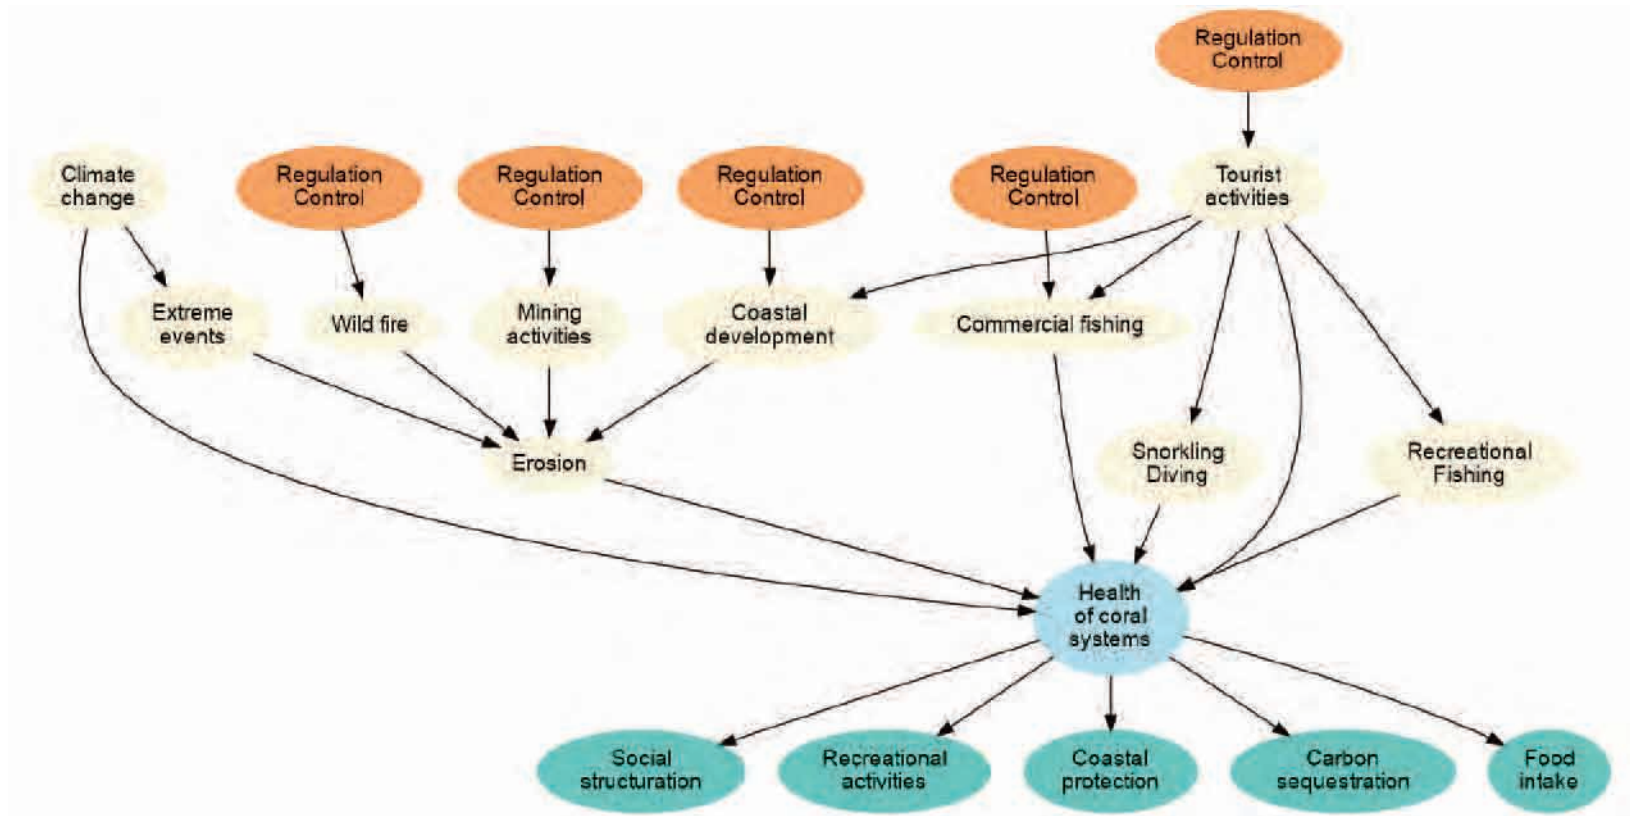 Regulation
Control
Climate
change
Regulation
Control
Regulation
Control
Regulation
Control
Regulation
Control
Tourist
activities
Extreme
events
Wild fire
Mining
activities
Coastal
development
Commercial fishing
Erosion
Snorkling
Diving
Recreational
Fishing
Health
of coral
systems
Social
structuration
Recreational
activities
Coastal
protection
Carbon
sequestration
Food
intake